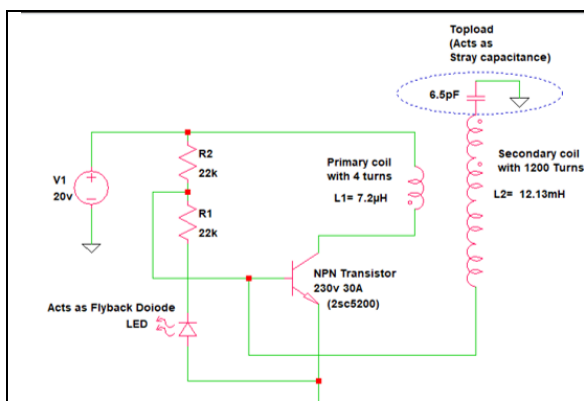 Topload
(Acts as
Stray capacitance)
6.5pF
V1
20v
R2
22k
R1
22k
Primary coil
with 4 turns
L1= 7.2µH
Secondary coil
with 1200 Turns
L2= 12.13mH
NPN Transistor
230v 30A
(2sc5200)
Acts as Flyback Doiode
LED